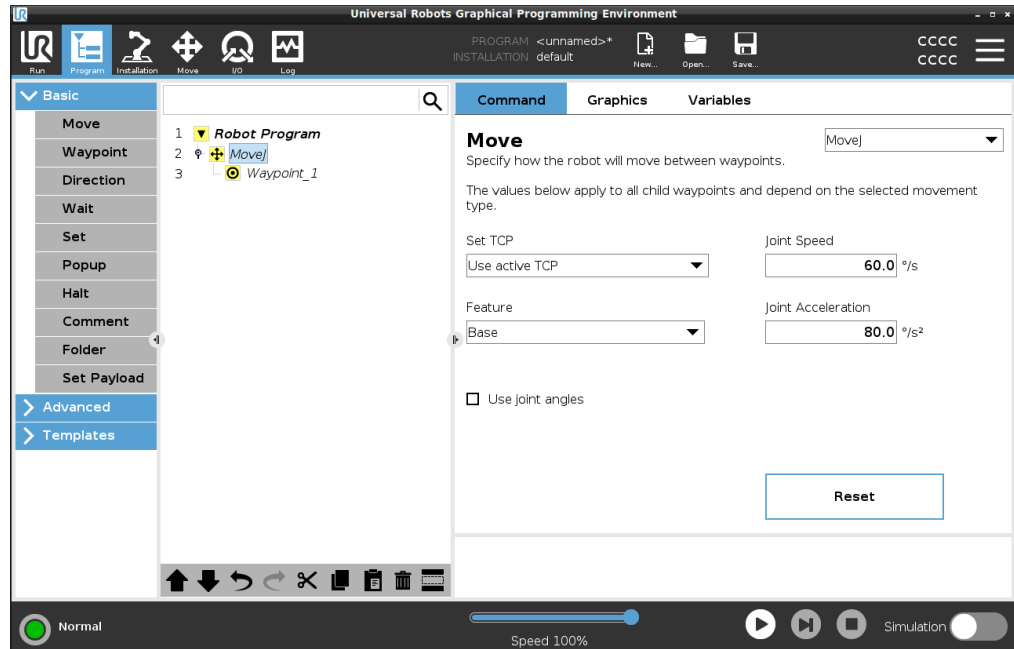 Universal Robots Graphical Programming Environment
UR
Run
Program
Installation
Move
I/O
Log
PROGRAM <unnamed>*
INSTALLATION default
New...
Open...
Save...
CCCC
CCCC
Basic
Move
Waypoint
Direction
Wait
Set
Popup
Halt
Comment
Folder
Set Payload
Advanced
Templates
1 Robot Program
2 MoveJ
3 Waypoint_1
Command Graphics Variables
Move
MoveJ
Specify how the robot will move between waypoints.
The values below apply to all child waypoints and depend on the selected movement
type.
Set TCP
Use active TCP
Joint Speed
60.0 °/s
Feature
Base
Joint Acceleration
80.0 °/s²
Use joint angles
Reset
Normal
Speed 100%
Simulation